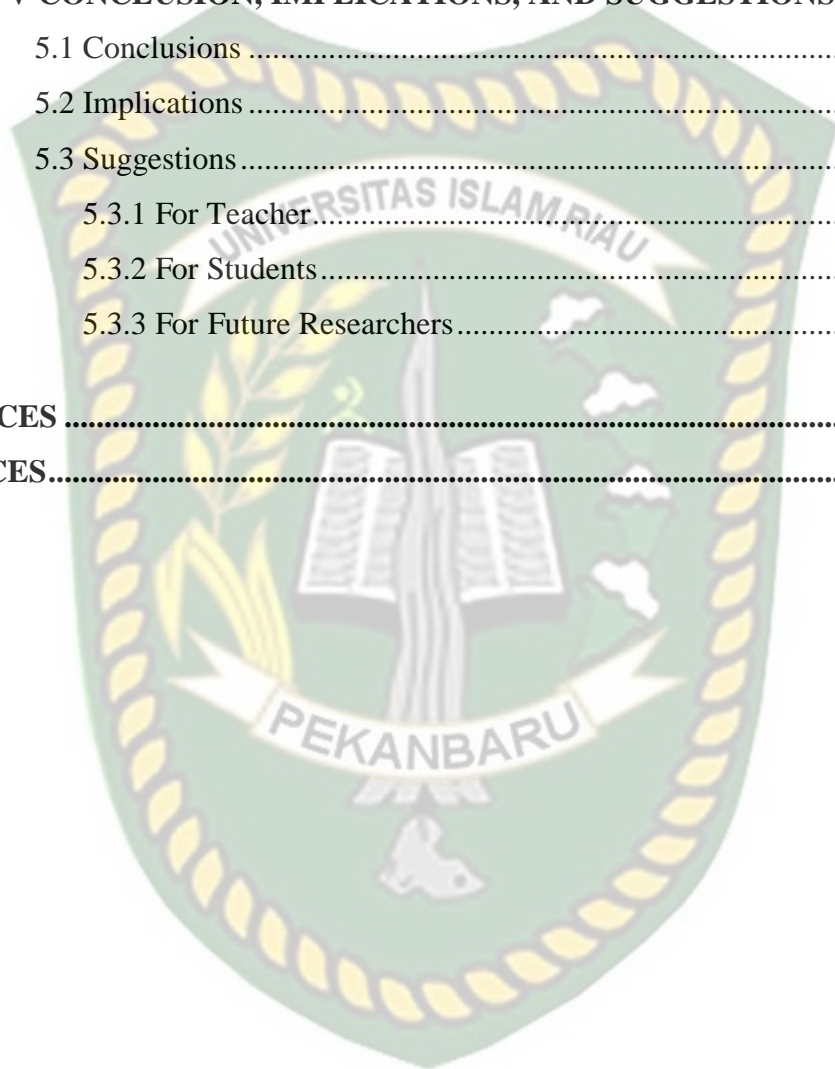 V CONCLUSION, IMPLICATIONS, AND SUGGESTIONS
5.1 Conclusions ..........................................................................
5.2 Implications ..........................................................................
5.3 Suggestions ..........................................................................
UNIVERSITAS ISLAM RIAU
5.3.1 For Teacher ..................................................................
5.3.2 For Students .................................................................
5.3.3 For Future Researchers ................................................
CES ..........................................................................................
CES ..........................................................................................
PEKANBARU